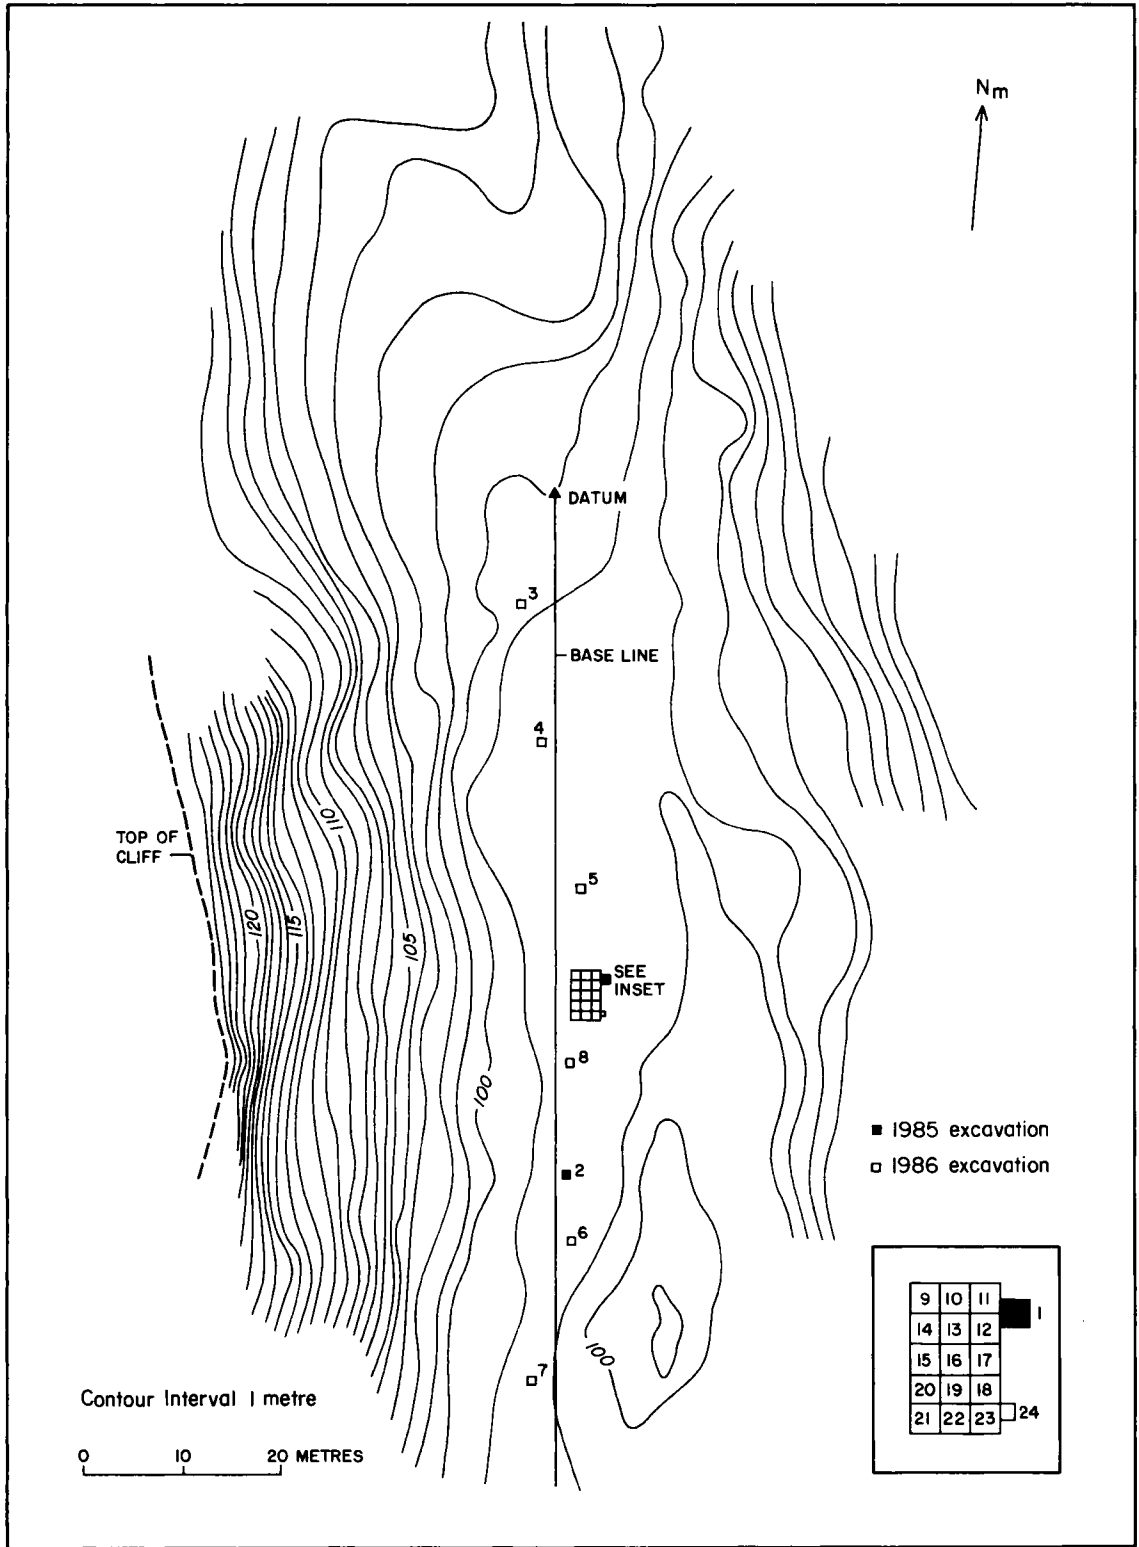 Nm
DATUM
3
BASE LINE
4
110
TOP OF
CLIFF
5
120
115
105
SEE
INSET
8
100
1985 excavation
2
1986 excavation
6
9 10 11
1
14 13 12
15 16 17
100
20 19 18
7
24
21 22 23
Contour Interval 1 metre
0 10 20 METRES